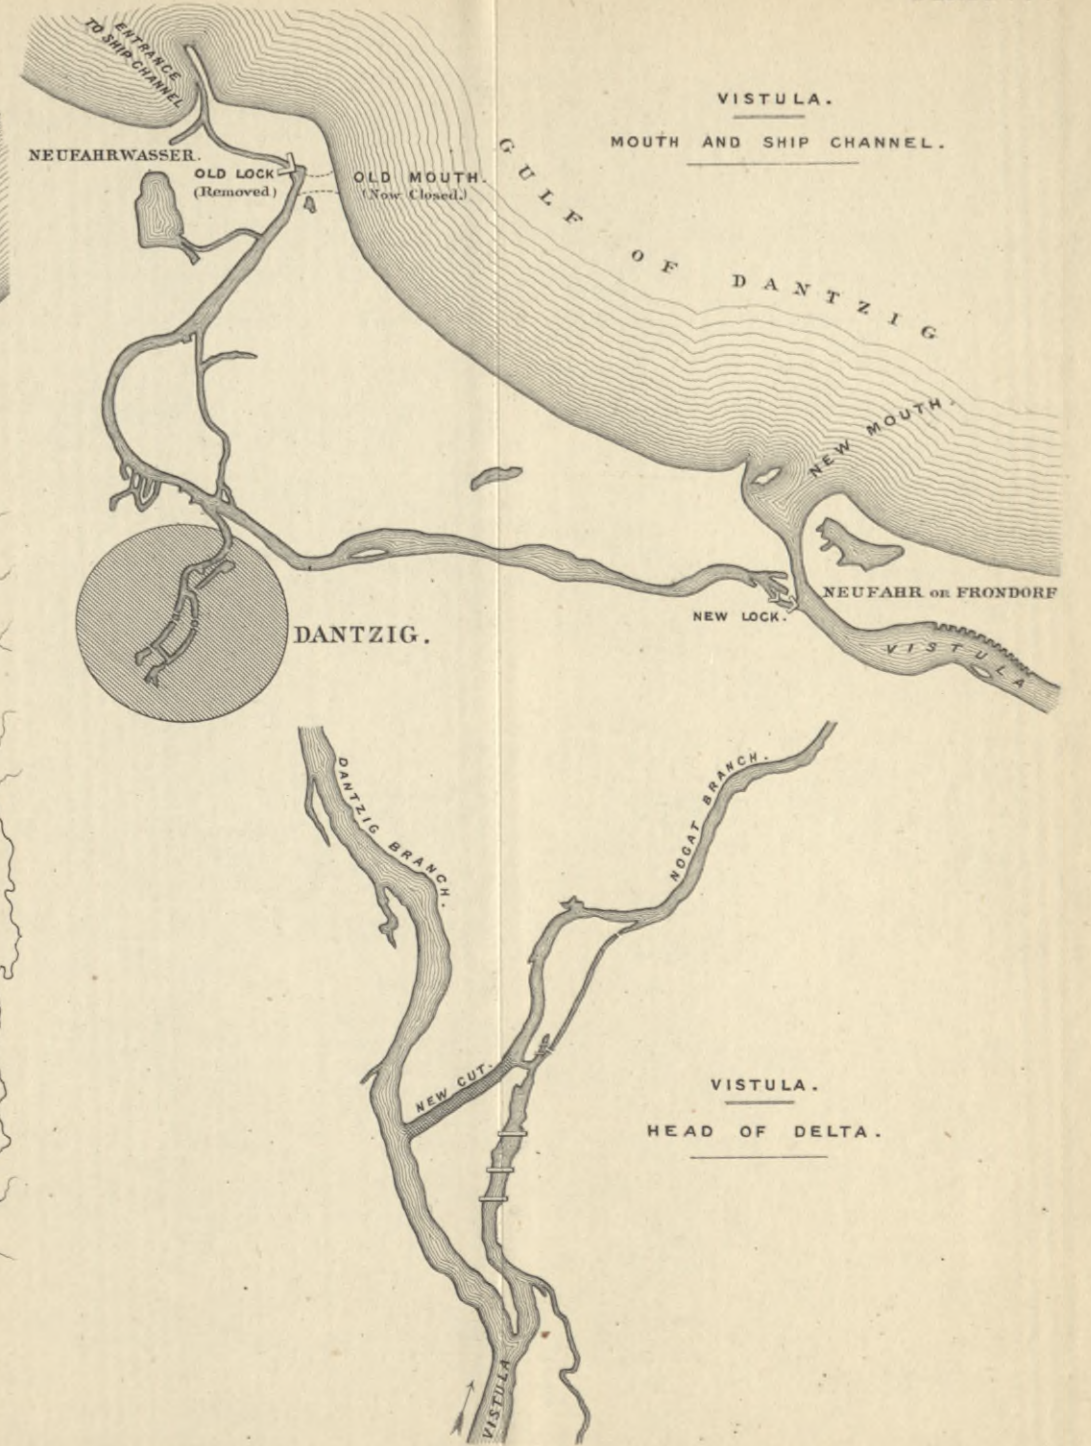 ENTRANCE
TO SHIP CHANNEL
VISTULA.
MOUTH AND SHIP CHANNEL.
NEUFAHRWASSER.
OLD LOCK
(Removed)
OLD MOUTH.
(Now Closed.)
GULF OF DANTZIG
NEW MOUTH.
NEUFAHR OR FRONDORF
NEW LOCK.
VISTULA
DANTZIG.
DANTZIG BRANCH.
NOGAT BRANCH.
NEW CUT.
VISTULA.
HEAD OF DELTA.
VISTULA